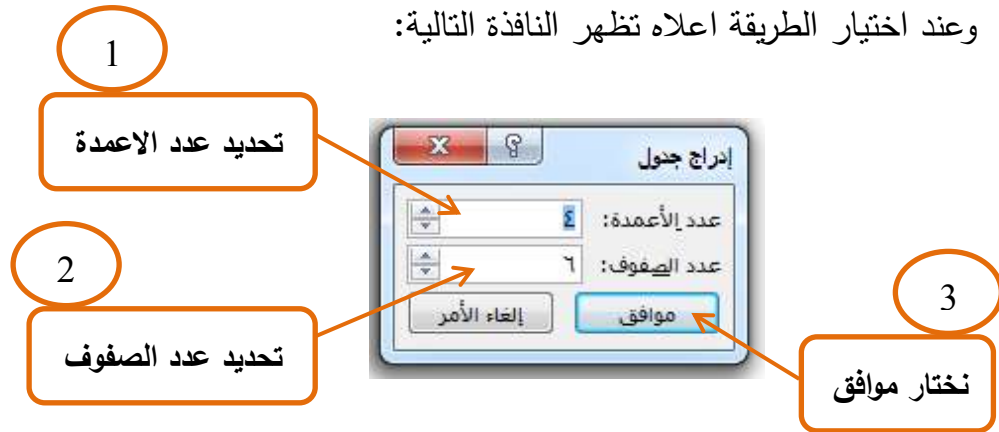 وعند اختيار الطريقة اعلاه تظهر النافذة التالية:
1
تحديد عدد الاعمدة
إدراج جدول
عدد الأعمدة: ٤
عدد الصفوف: ٦
موافق إلغاء الأمر
2
تحديد عدد الصفوف
3
نختار موافق